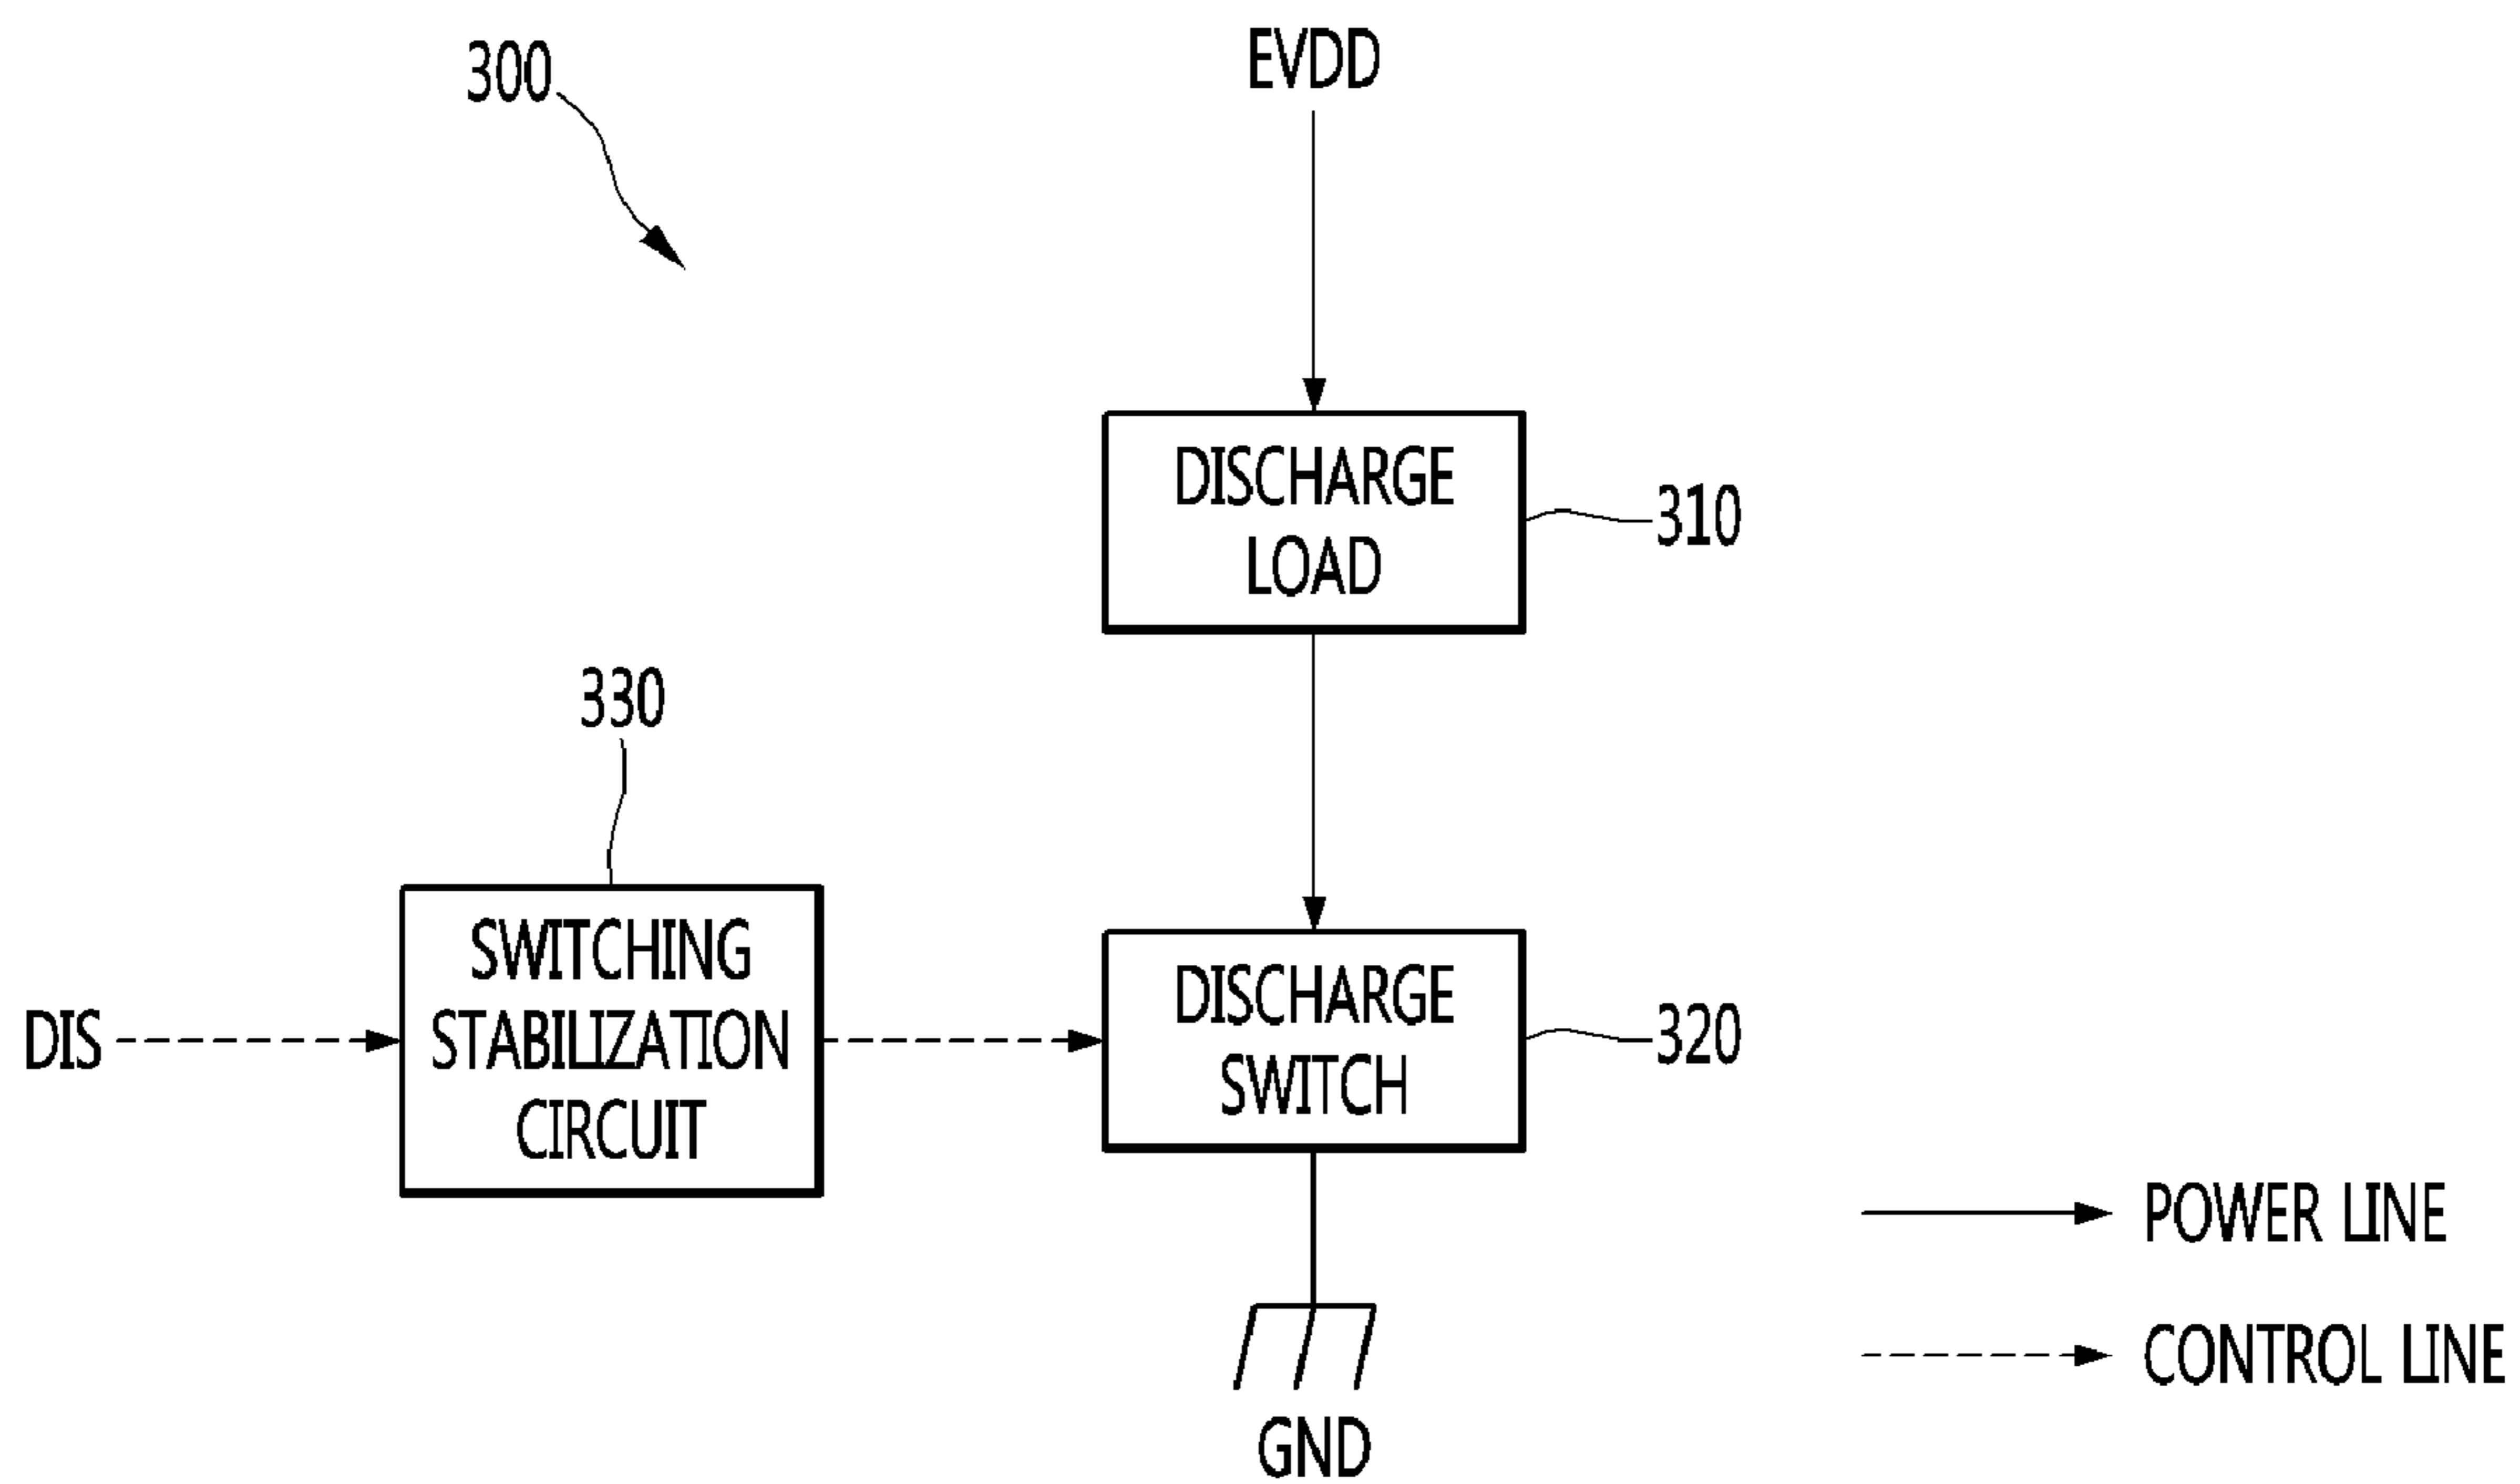 300
EVDD
DISCHARGE
LOAD
310
330
SWITCHING
STABILIZATION
CIRCUIT
DIS
DISCHARGE
SWITCH
320
POWER LINE
CONTROL LINE
GND